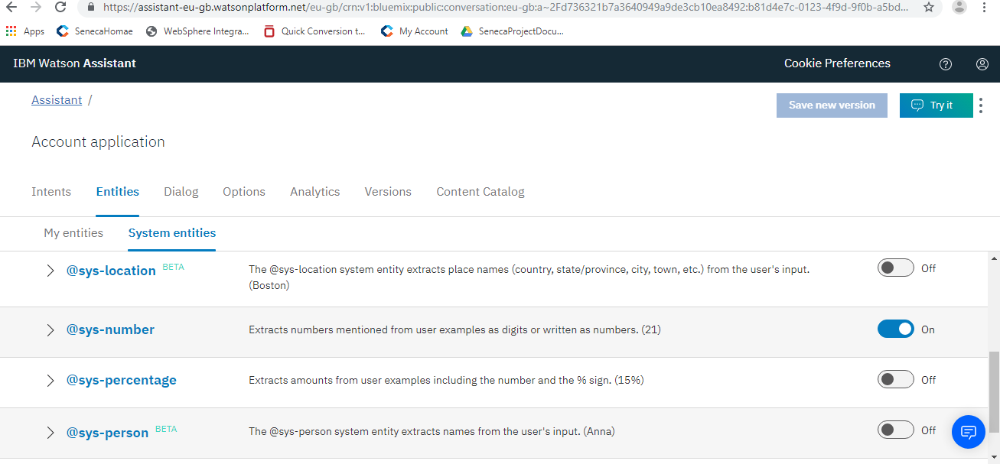 https://assistant-eu-gb.watsonplatform.net/eu-gb/crn:v1:bluemix:public:conversation:eu-gb:a~2Fd736321b7a3640949a9de3cb10ea8492:b81d4e7c-0123-4f9d-9f0b-a5bd...
Apps SenecaHomae WebSphere Integra... Quick Conversion t... My Account SenecaProjectDocu...
IBM Watson Assistant Cookie Preferences
Assistant / Save new version Try it
Account application
Intents Entities Dialog Options Analytics Versions Content Catalog
My entities System entities
@sys-location BETA The @sys-location system entity extracts place names (country, state/province, city, town, etc.) from the user's input. Off
(Boston)
@sys-number Extracts numbers mentioned from user examples as digits or written as numbers. (21) On
@sys-percentage Extracts amounts from user examples including the number and the % sign. (15%) Off
@sys-person BETA The @sys-person system entity extracts names from the user's input. (Anna) Off